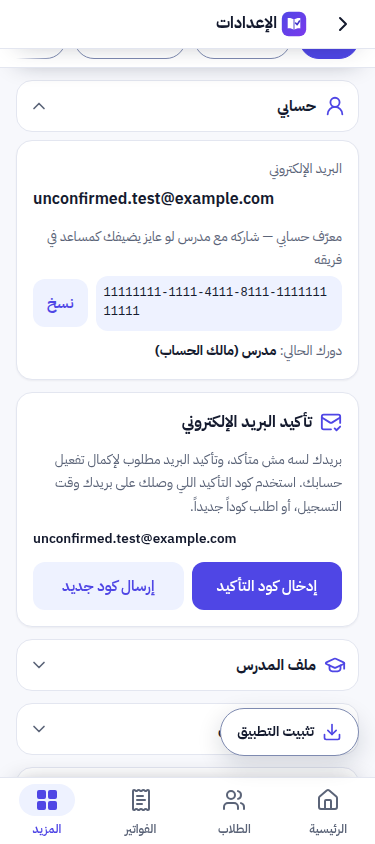 الإعدادات
حسابي
البريد الإلكتروني
unconfirmed.test@example.com
معرّف حسابي — شاركه مع مدرس لو عايز يضيفك كمساعد في
فريقه
11111111-1111-4111-8111-1111111
11111
نسخ
دورك الحالي: مدرس (مالك الحساب)
تأكيد البريد الإلكتروني
بريدك لسه مش متأكد، وتأكيد البريد مطلوب لإكمال تفعيل
حسابك. استخدم كود التأكيد اللي وصلك على بريدك وقت
التسجيل، أو اطلب كوداً جديداً.
unconfirmed.test@example.com
إدخال كود التأكيد
إرسال كود جديد
ملف المدرس
تثبيت التطبيق
الرئيسية
الطلاب
الفواتير
المزيد